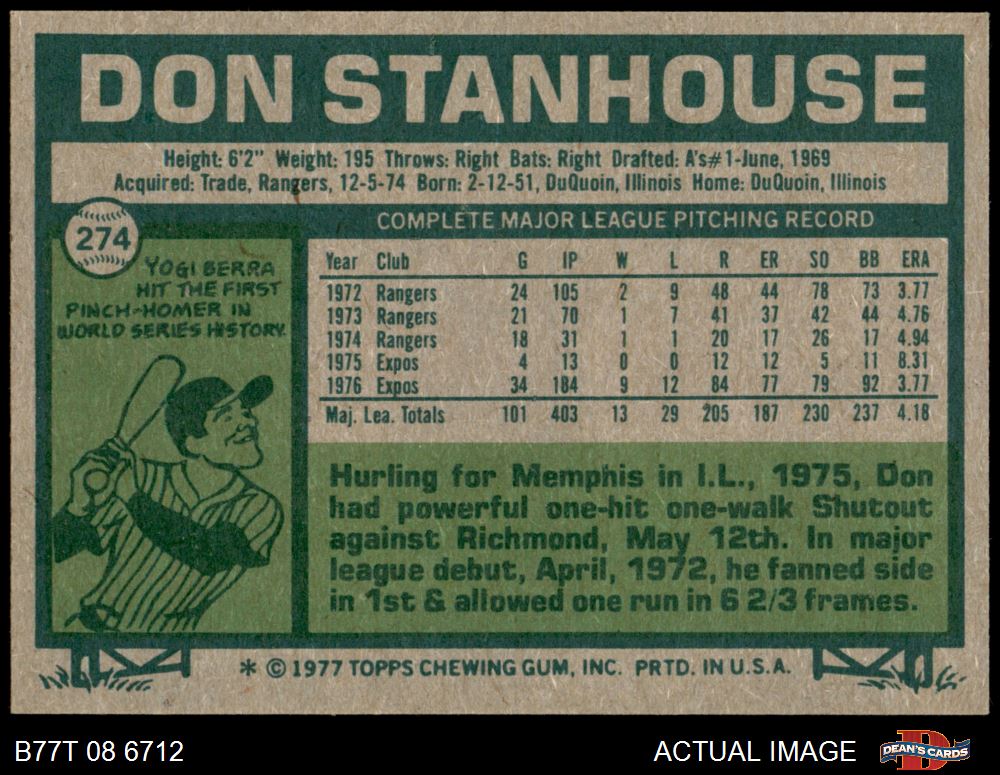 DON STANHOUSE
Height: 6'2" Weight: 195 Throws: Right Bats: Right Drafted: A's#1-June, 1969
Acquired: Trade, Rangers, 12-5-74 Born: 2-12-51, DuQuoin, Illinois Home: DuQuoin, Illinois
274
YOGI BERRA
HIT THE FIRST
PINCH-HOMER IN
WORLD SERIES HISTORY.
COMPLETE MAJOR LEAGUE PITCHING RECORD
Year Club G IP W L R ER SO BB ERA
1972 Rangers 24 105 2 9 48 44 78 73 3.77
1973 Rangers 21 70 1 7 41 37 42 44 4.76
1974 Rangers 18 31 1 1 20 17 26 17 4.94
1975 Expos 4 13 0 0 12 12 5 11 8.31
1976 Expos 34 184 9 12 84 77 79 92 3.77
Maj. Lea. Totals 101 403 13 29 205 187 230 237 4.18
Hurling for Memphis in I.L., 1975, Don
had powerful one-hit one-walk Shutout
against Richmond, May 12th. In major
league debut, April, 1972, he fanned side
in 1st & allowed one run in 6 2/3 frames.
* © 1977 TOPPS CHEWING GUM, INC. PRTD. IN U.S.A.
B77T 08 6712 ACTUAL IMAGE D DEAN'S CARDS